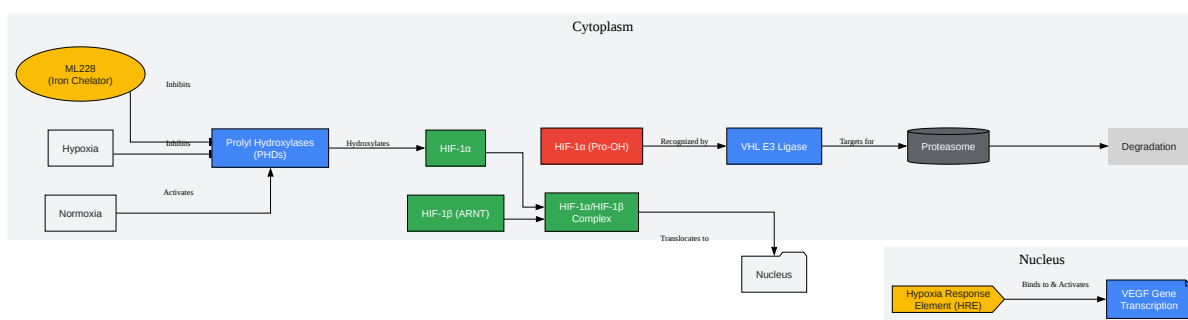 Cytoplasm
ML228
(Iron Chelator)
Inhibits
Hypoxia
Inhibits
Prolyl Hydroxylases
(PHDs)
Hydroxylates
HIF-1α
HIF-1α (Pro-OH)
Recognized by
VHL E3 Ligase
Targets for
Proteasome
Degradation
Normoxia
Activates
HIF-1β (ARNT)
HIF-1α/HIF-1β
Complex
Translocates to
Nucleus
Nucleus
Hypoxia Response
Element (HRE)
Binds to & Activates
VEGF Gene
Transcription